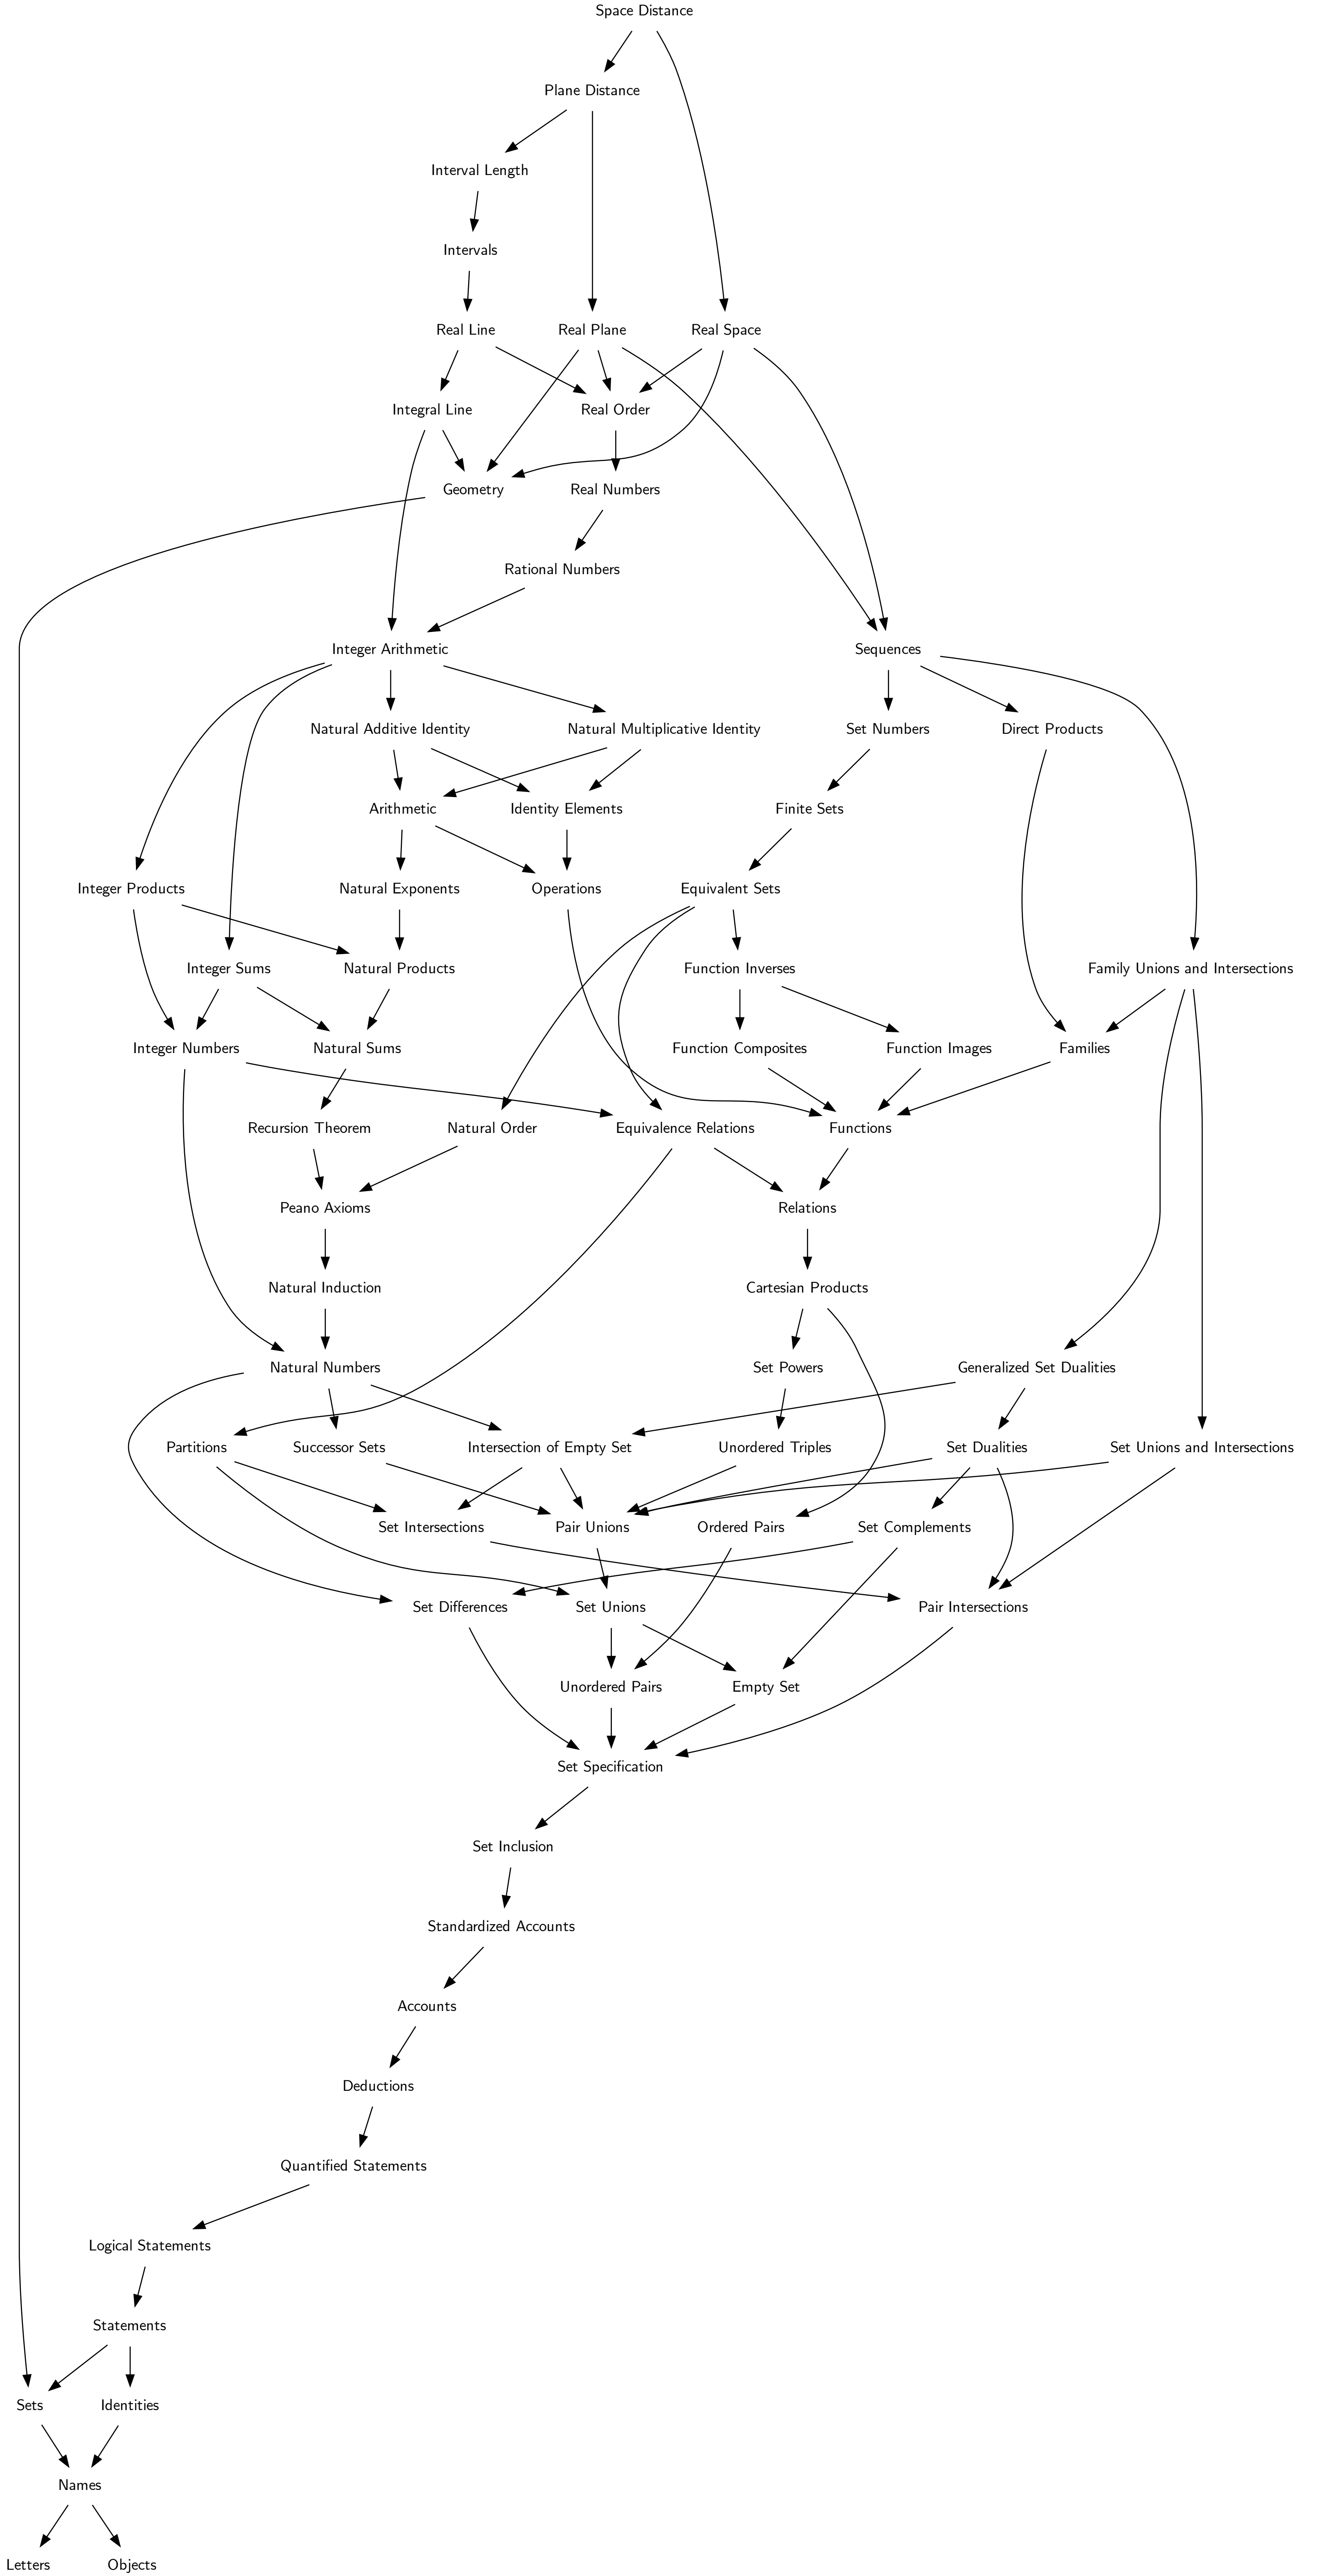 Space Distance
Plane Distance
Interval Length
Intervals
Real Line
Real Plane
Real Space
Integral Line
Real Order
Geometry
Real Numbers
Rational Numbers
Integer Arithmetic
Sequences
Natural Additive Identity
Natural Multiplicative Identity
Set Numbers
Direct Products
Arithmetic
Identity Elements
Finite Sets
Integer Products
Natural Exponents
Operations
Equivalent Sets
Integer Sums
Natural Products
Function Inverses
Family Unions and Intersections
Integer Numbers
Natural Sums
Function Composites
Function Images
Families
Recursion Theorem
Natural Order
Equivalence Relations
Functions
Peano Axioms
Relations
Natural Induction
Cartesian Products
Natural Numbers
Set Powers
Generalized Set Dualities
Partitions
Successor Sets
Intersection of Empty Set
Unordered Triples
Set Dualities
Set Unions and Intersections
Set Intersections
Pair Unions
Ordered Pairs
Set Complements
Set Differences
Set Unions
Pair Intersections
Unordered Pairs
Empty Set
Set Specification
Set Inclusion
Standardized Accounts
Accounts
Deductions
Quantified Statements
Logical Statements
Statements
Sets
Identities
Names
Letters
Objects